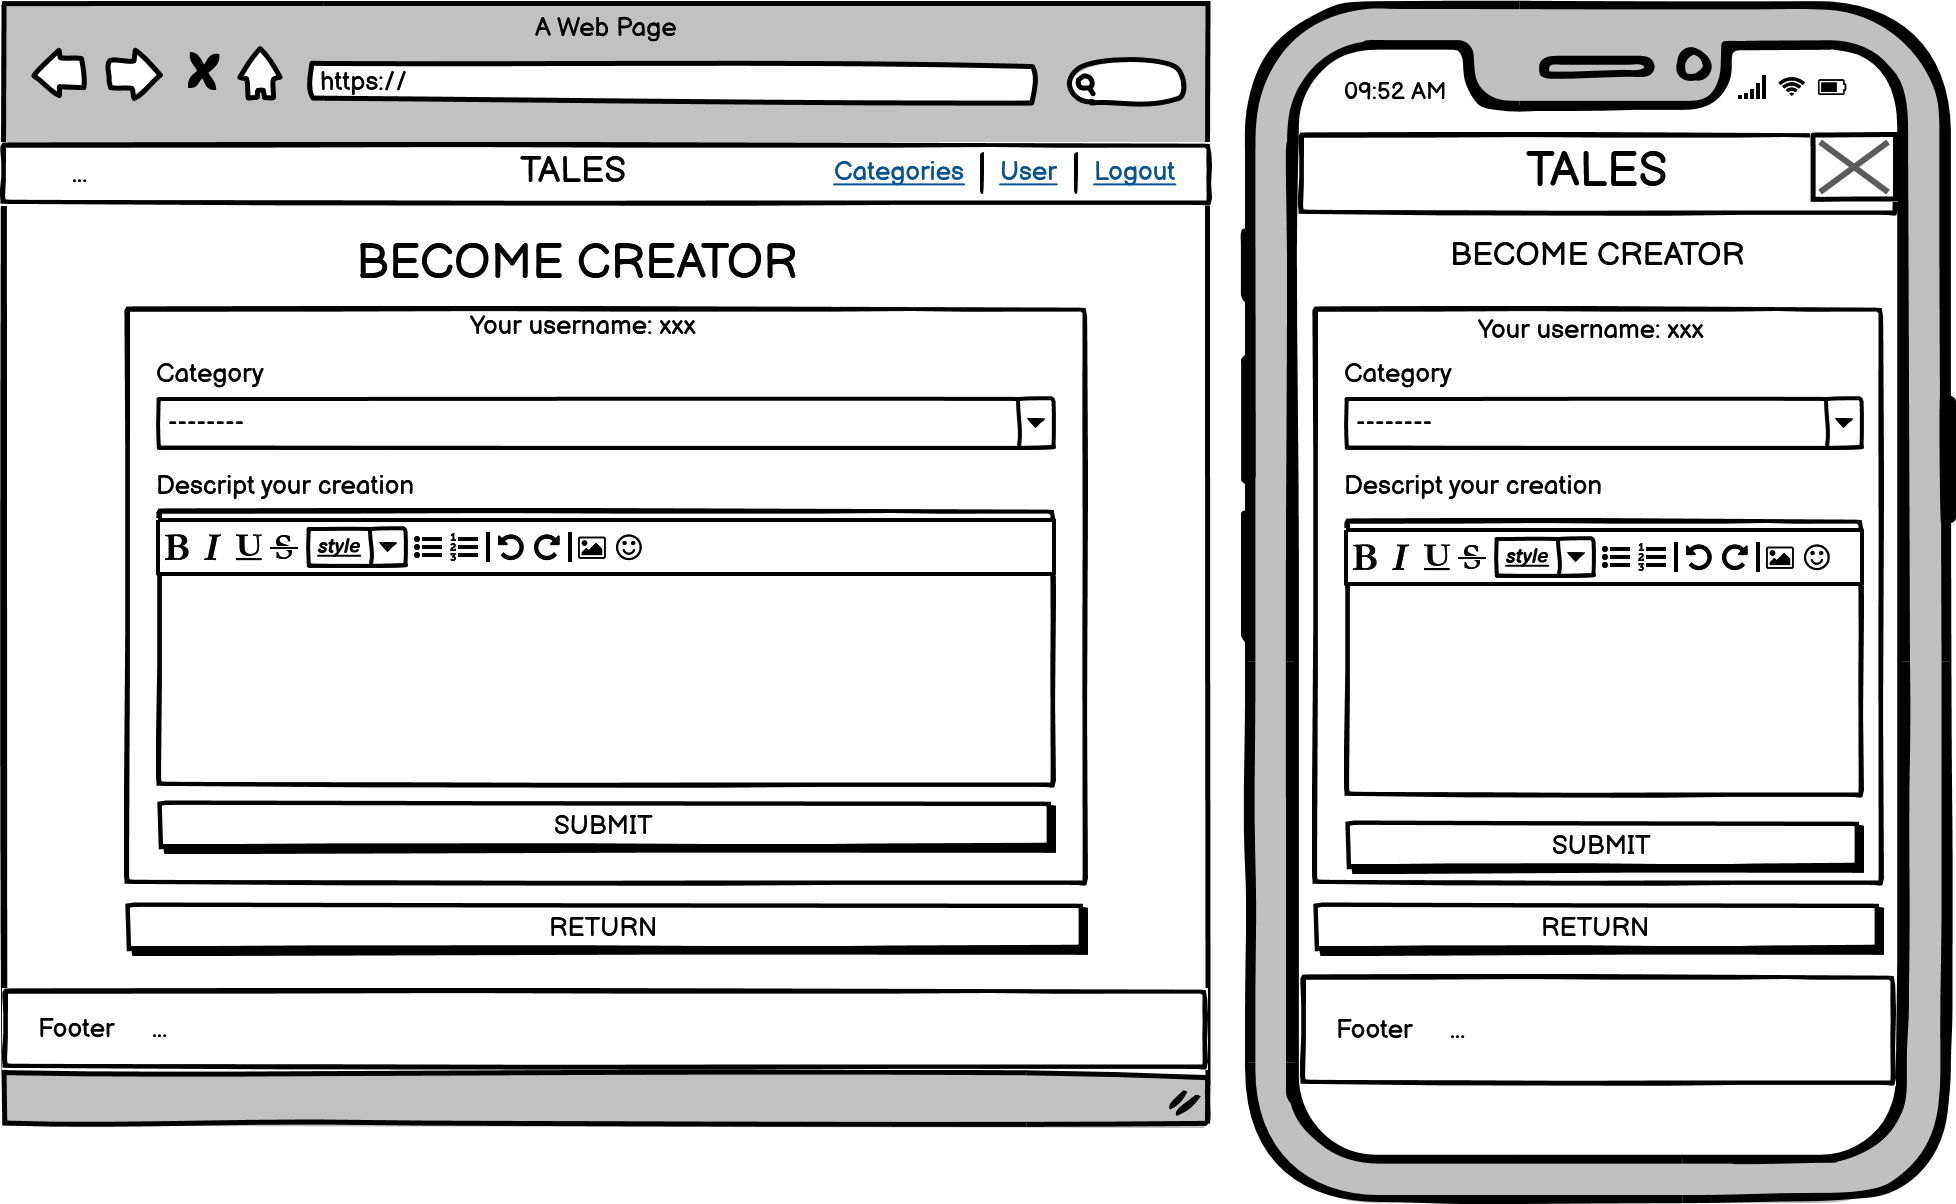 A Web Page
https://
...
TALES
Categories | User | Logout
BECOME CREATOR
Your username: xxx
Category
--------
Descript your creation
B I U S style
SUBMIT
RETURN
Footer ...
09:52 AM
TALES
BECOME CREATOR
Your username: xxx
Category
--------
Descript your creation
B I U S style
SUBMIT
RETURN
Footer ...